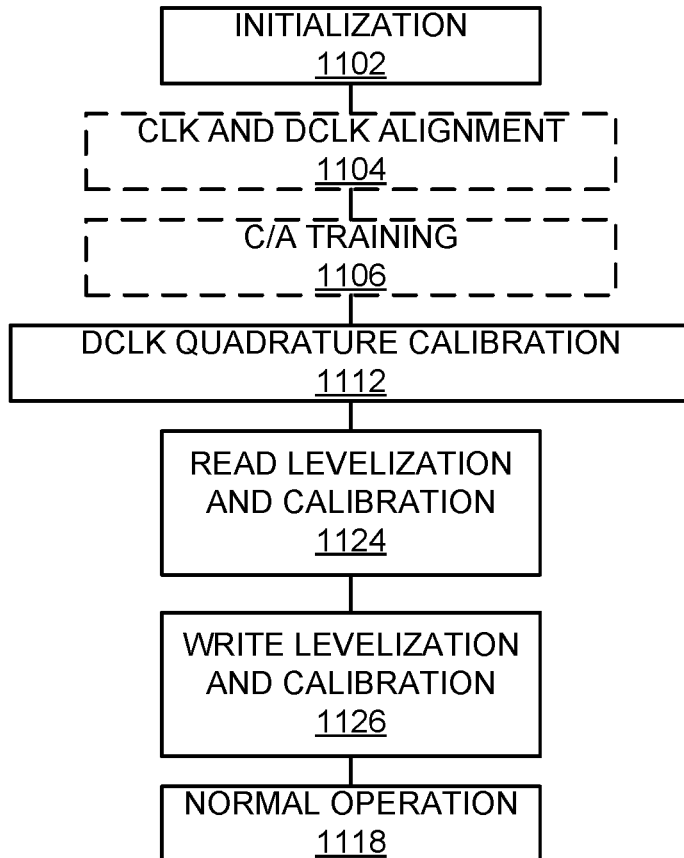 INITIALIZATION
1102
CLK AND DCLK ALIGNMENT
1104
C/A TRAINING
1106
DCLK QUADRATURE CALIBRATION
1112
READ LEVELIZATION
AND CALIBRATION
1124
WRITE LEVELIZATION
AND CALIBRATION
1126
NORMAL OPERATION
1118